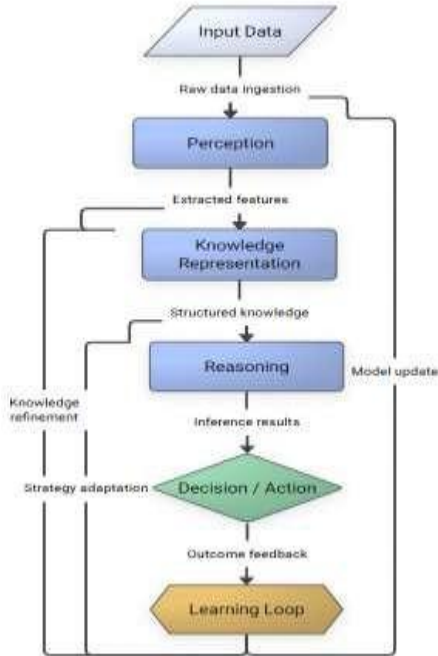 Input Data
Raw data ingestion
Perception
Extracted features
Knowledge
Representation
Structured knowledge
Reasoning
Knowledge
refinement
Model update
Inference results
Strategy adaptation
Decision / Action
Outcome feedback
Learning Loop